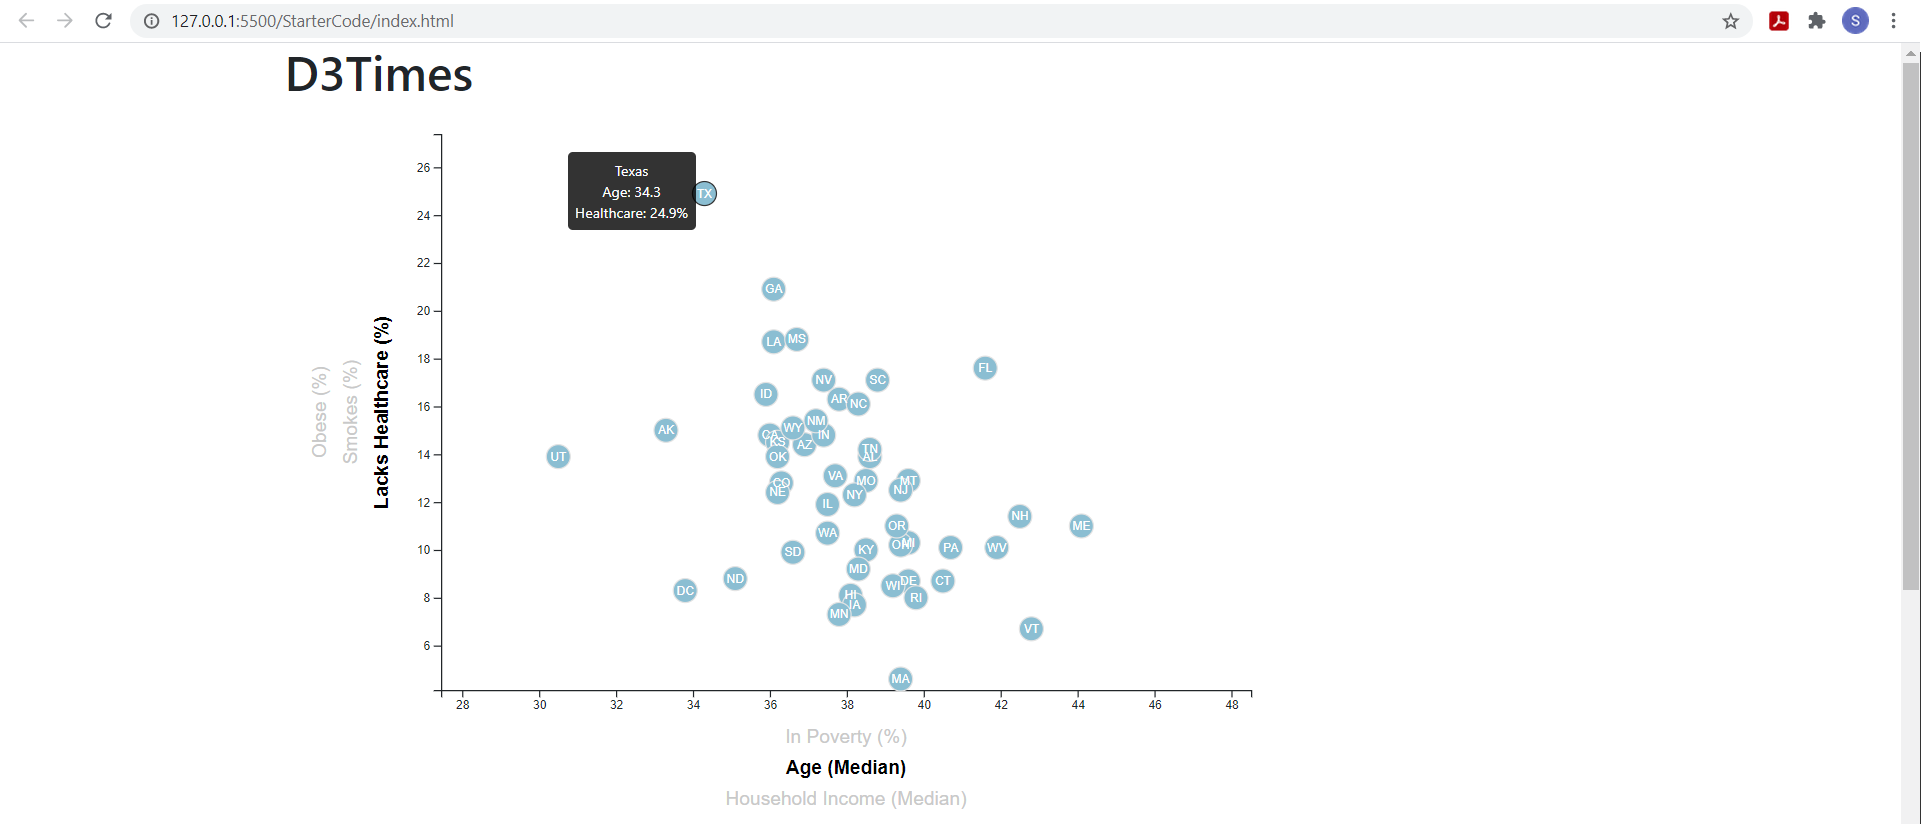 127.0.0.1:5500/StarterCode/index.html
S
D3Times
26
24
22
20
18
16
14
12
10
8
6
Obese (%)
Smokes (%)
Lacks Healthcare (%)
Texas
Age: 34.3
Healthcare: 24.9%
TX
GA
LA
MS
FL
NV
SC
ID
AR
NC
AK
NM
WY
CA
IN
KS
AZ
TN
AL
UT
OK
VA
CO
MO
MT
NE
NY
NJ
IL
NH
OR
ME
WA
OH
MI
PA
WV
SD
KY
MD
ND
DC
WI
DE
CT
HI
IA
RI
MN
VT
MA
28
30
32
34
36
38
40
42
44
46
48
In Poverty (%)
Age (Median)
Household Income (Median)